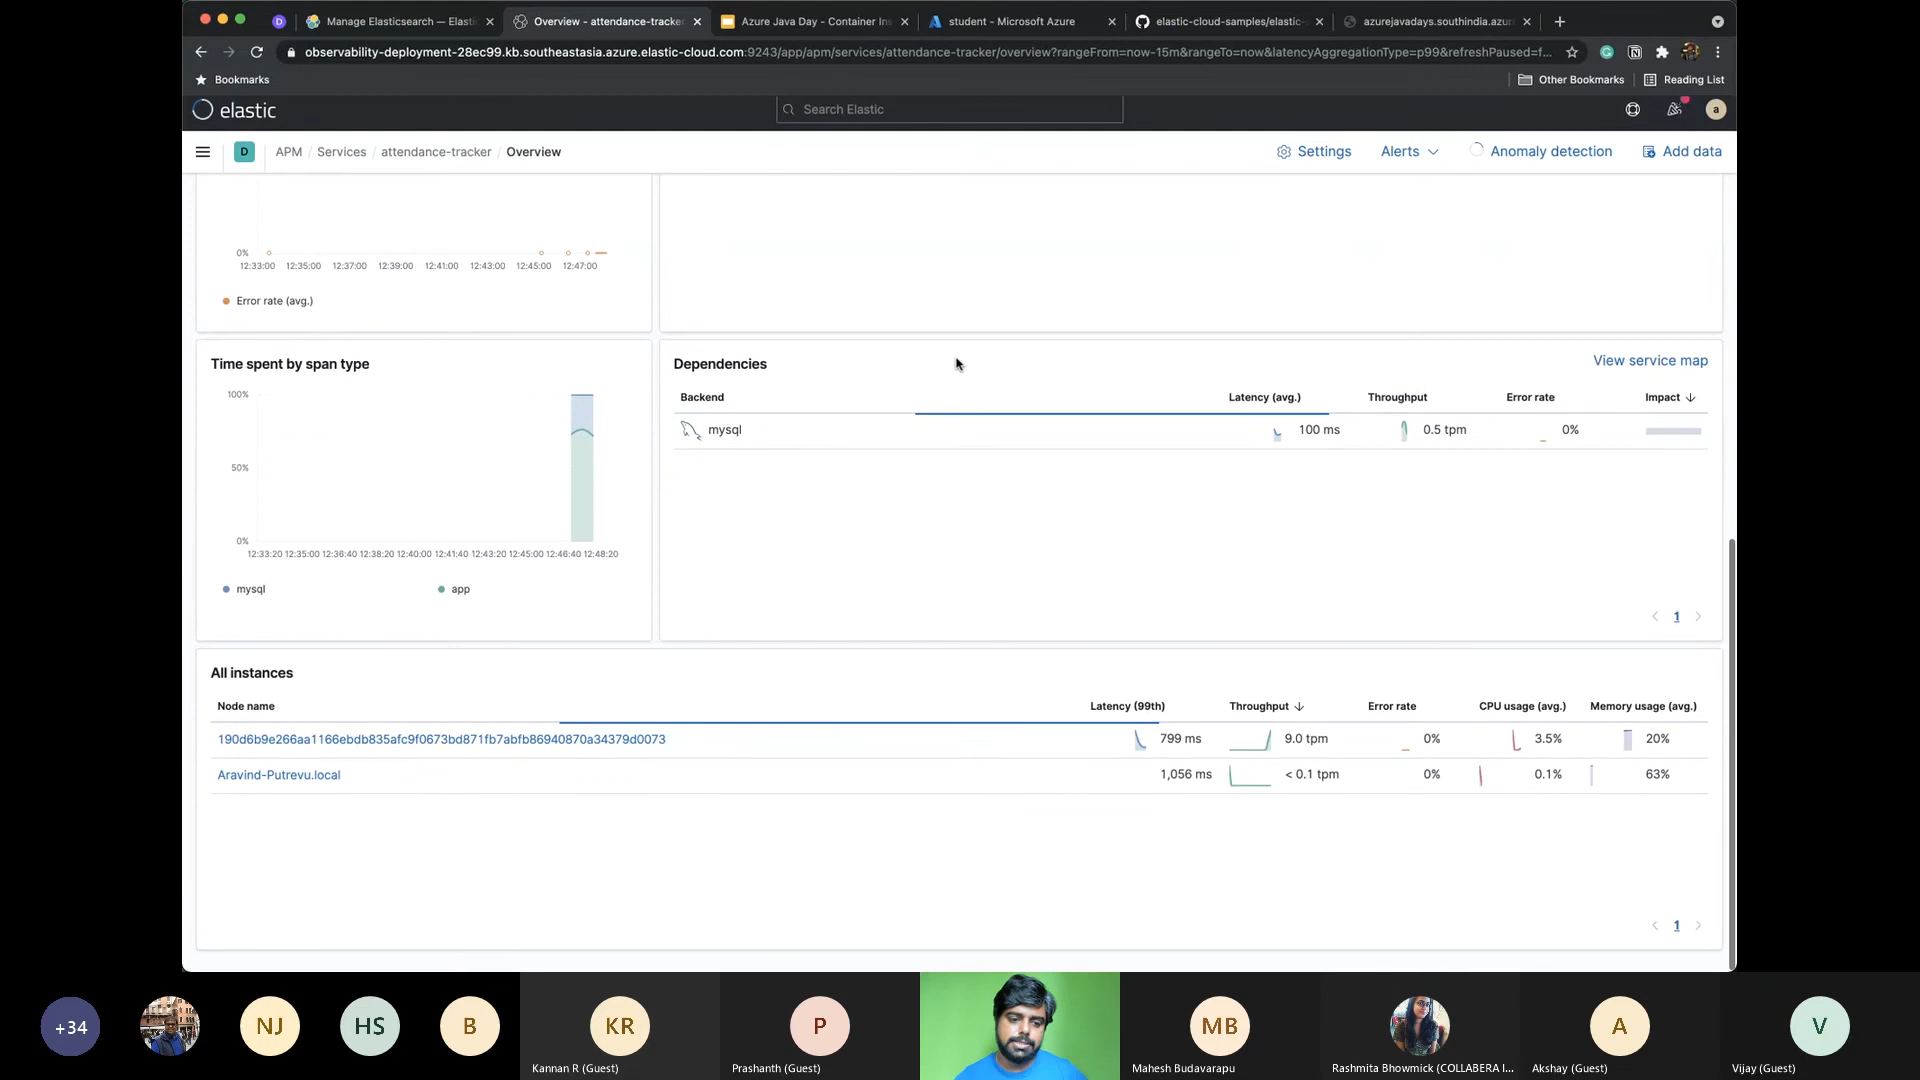 D
Manage Elasticsearch — Elasti
Overview - attendance-tracker
Azure Java Day - Container Ins
student - Microsoft Azure
elastic-cloud-samples/elastic-
azurejavadays.southindia.azur
observability-deployment-28ec99.kb.southeastasia.azure.elastic-cloud.com:9243/app/apm/services/attendance-tracker/overview?rangeFrom=now-15m&rangeTo=now&latencyAggregationType=p99&refreshPaused=f...
Bookmarks
Other Bookmarks
Reading List
elastic
Search Elastic
a
D
APM / Services / attendance-tracker / Overview
Settings
Alerts
Anomaly detection
Add data
0%
12:33:00 12:35:00 12:37:00 12:39:00 12:41:00 12:43:00 12:45:00 12:47:00
Error rate (avg.)
Time spent by span type
100%
50%
0%
12:33:20 12:35:00 12:36:40 12:38:20 12:40:00 12:41:40 12:43:20 12:45:00 12:46:40 12:48:20
mysql
app
Dependencies
View service map
Backend Latency (avg.) Throughput Error rate Impact
mysql 100 ms 0.5 tpm 0%
1
All instances
Node name Latency (99th) Throughput Error rate CPU usage (avg.) Memory usage (avg.)
190d6b9e266aa1166ebdb835afc9f0673bd871fb7abfb86940870a34379d0073 799 ms 9.0 tpm 0% 3.5% 20%
Aravind-Putrevu.local 1,056 ms < 0.1 tpm 0% 0.1% 63%
1
+34
NJ
HS
B
KR
P
MB
A
V
Kannan R (Guest)
Prashanth (Guest)
Mahesh Budavarapu
Rashmita Bhowmick (COLLABERA I...
Akshay (Guest)
Vijay (Guest)